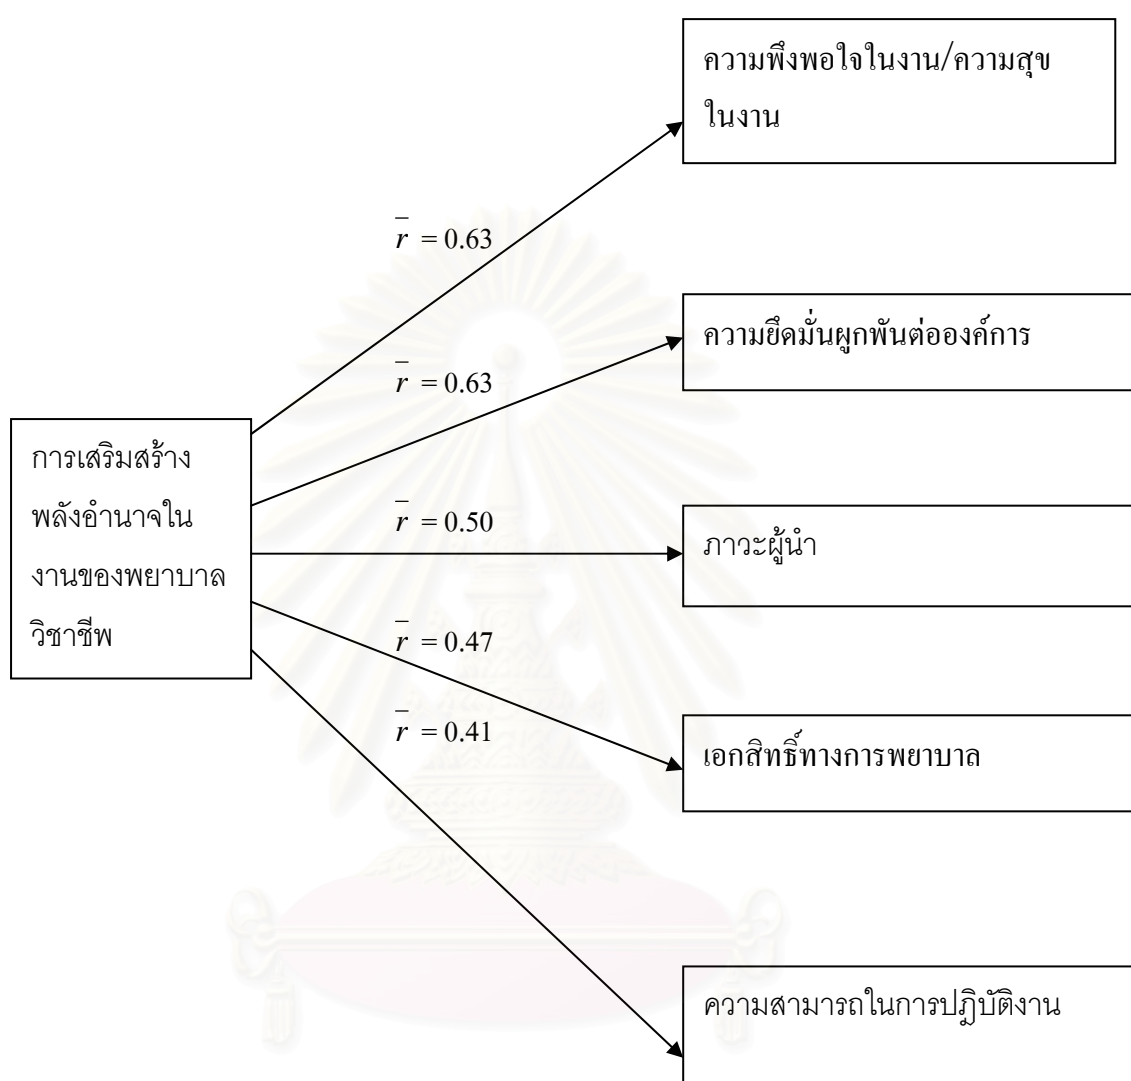 ความพึงพอใจในงาน/ความสุข
ในงาน
r̄ = 0.63
ความยึดมั่นผูกพันต่อองค์การ
r̄ = 0.63
การเสริมสร้าง
พลังอำนาจใน
งานของพยาบาล
วิชาชีพ
r̄ = 0.50
ภาวะผู้นำ
r̄ = 0.47
r̄ = 0.41
เอกสิทธิ์ทางการพยาบาล
ความสามารถในการปฏิบัติงาน